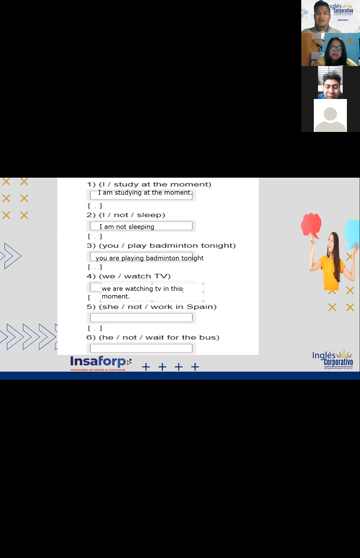 Inglés
Corporativo
1) (I / study at the moment)
I am studying at the moment.
[ . ]
2) (I / not / sleep)
I am not sleeping
[ . ]
3) (you / play badminton tonight)
you are playing badminton tonight
[ . ]
4) (we / watch TV)
we are watching tv in this
moment.
[ . ]
5) (she / not / work in Spain)
[ . ]
6) (he / not / wait for the bus)
Insaforp
Inglés
Corporativo